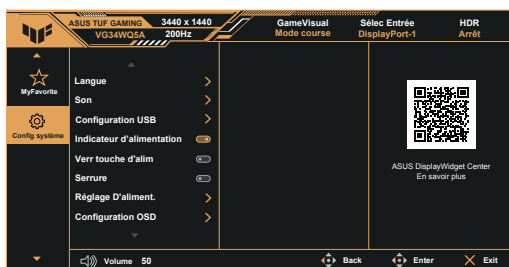 ASUS TUF GAMING 3440 x 1440
VG34WQ5A 200Hz
GameVisual
Mode course
Sélec Entrée
DisplayPort-1
HDR
Arrêt
MyFavorite
Config système
Langue
Son
Configuration USB
Indicateur d'alimentation
Verr touche d'alim
Serrure
Réglage D'aliment.
Configuration OSD
ASUS DisplayWidget Center
En savoir plus
Volume 50
Back
Enter
Exit